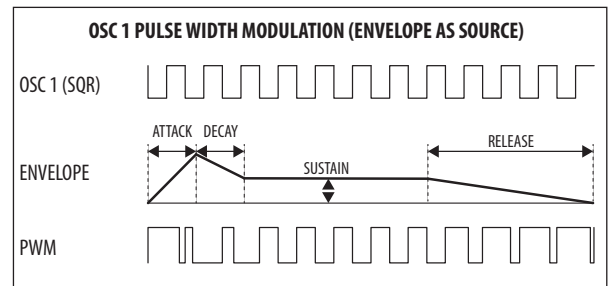 OSC 1 PULSE WIDTH MODULATION (ENVELOPE AS SOURCE)
OSC 1 (SQR)
ATTACK DECAY
RELEASE
ENVELOPE
SUSTAIN
PWM